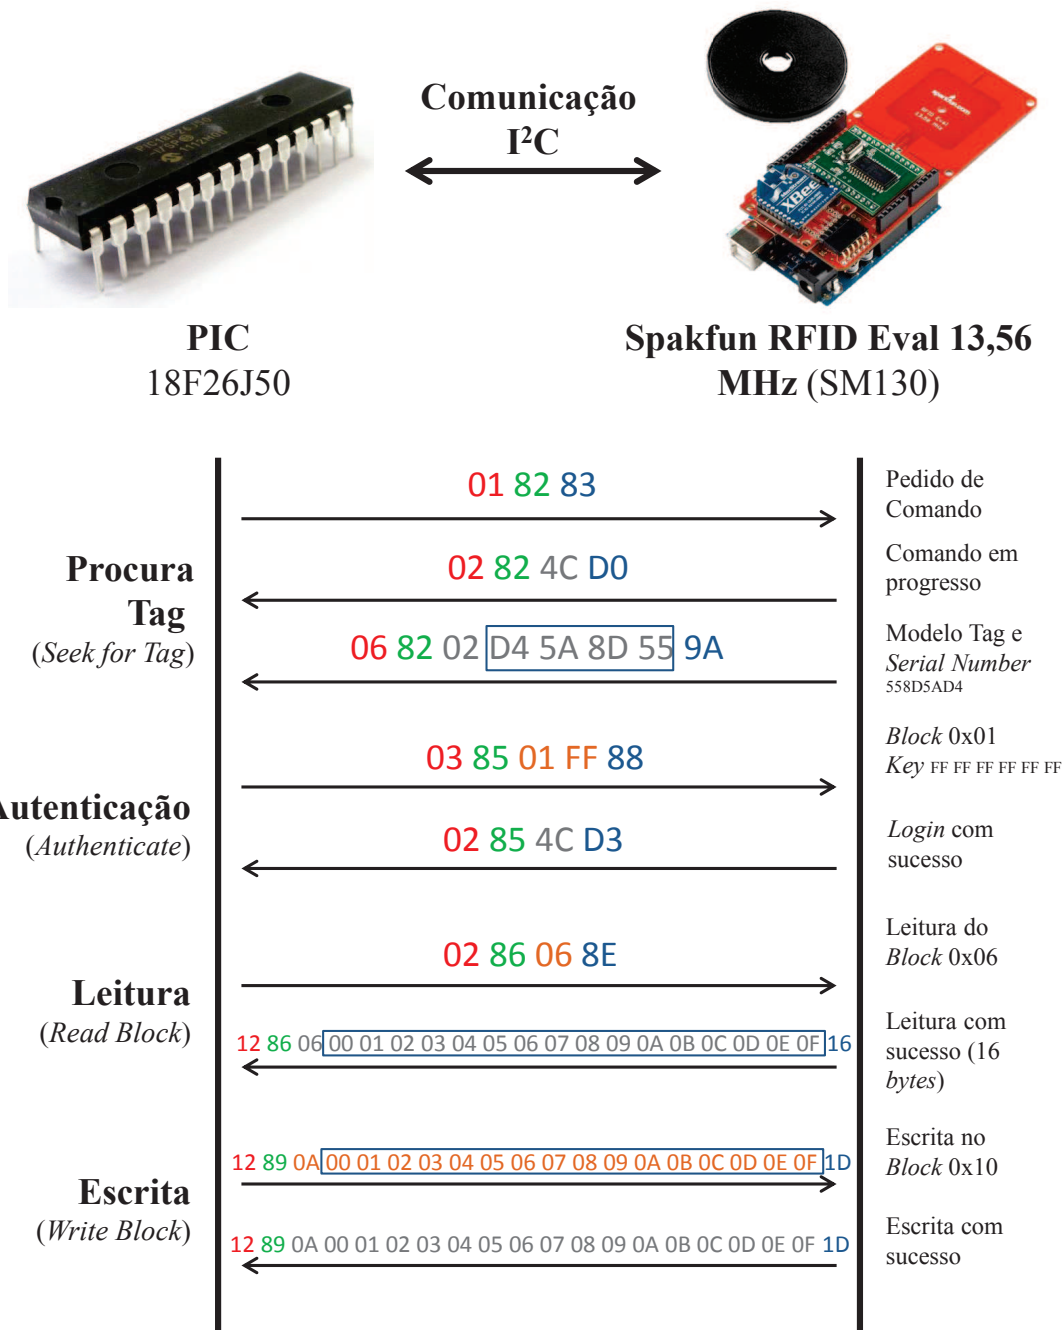 Comunicação
I²C
XBee
PIC
18F26J50
Spakfun RFID Eval 13,56
MHz (SM130)
01 82 83
Pedido de
Comando
Procura
Tag
(Seek for Tag)
02 82 4C D0
Comando em
progresso
06 82 02 D4 5A 8D 55 9A
Modelo Tag e
Serial Number
558D5AD4
Autenticação
(Authenticate)
03 85 01 FF 88
Block 0x01
Key FF FF FF FF FF FF
02 85 4C D3
Login com
sucesso
Leitura
(Read Block)
02 86 06 8E
Leitura do
Block 0x06
12 86 06 00 01 02 03 04 05 06 07 08 09 0A 0B 0C 0D 0E 0F 16
Leitura com
sucesso (16
bytes)
Escrita
(Write Block)
12 89 0A 00 01 02 03 04 05 06 07 08 09 0A 0B 0C 0D 0E 0F 1D
Escrita no
Block 0x10
12 89 0A 00 01 02 03 04 05 06 07 08 09 0A 0B 0C 0D 0E 0F 1D
Escrita com
sucesso